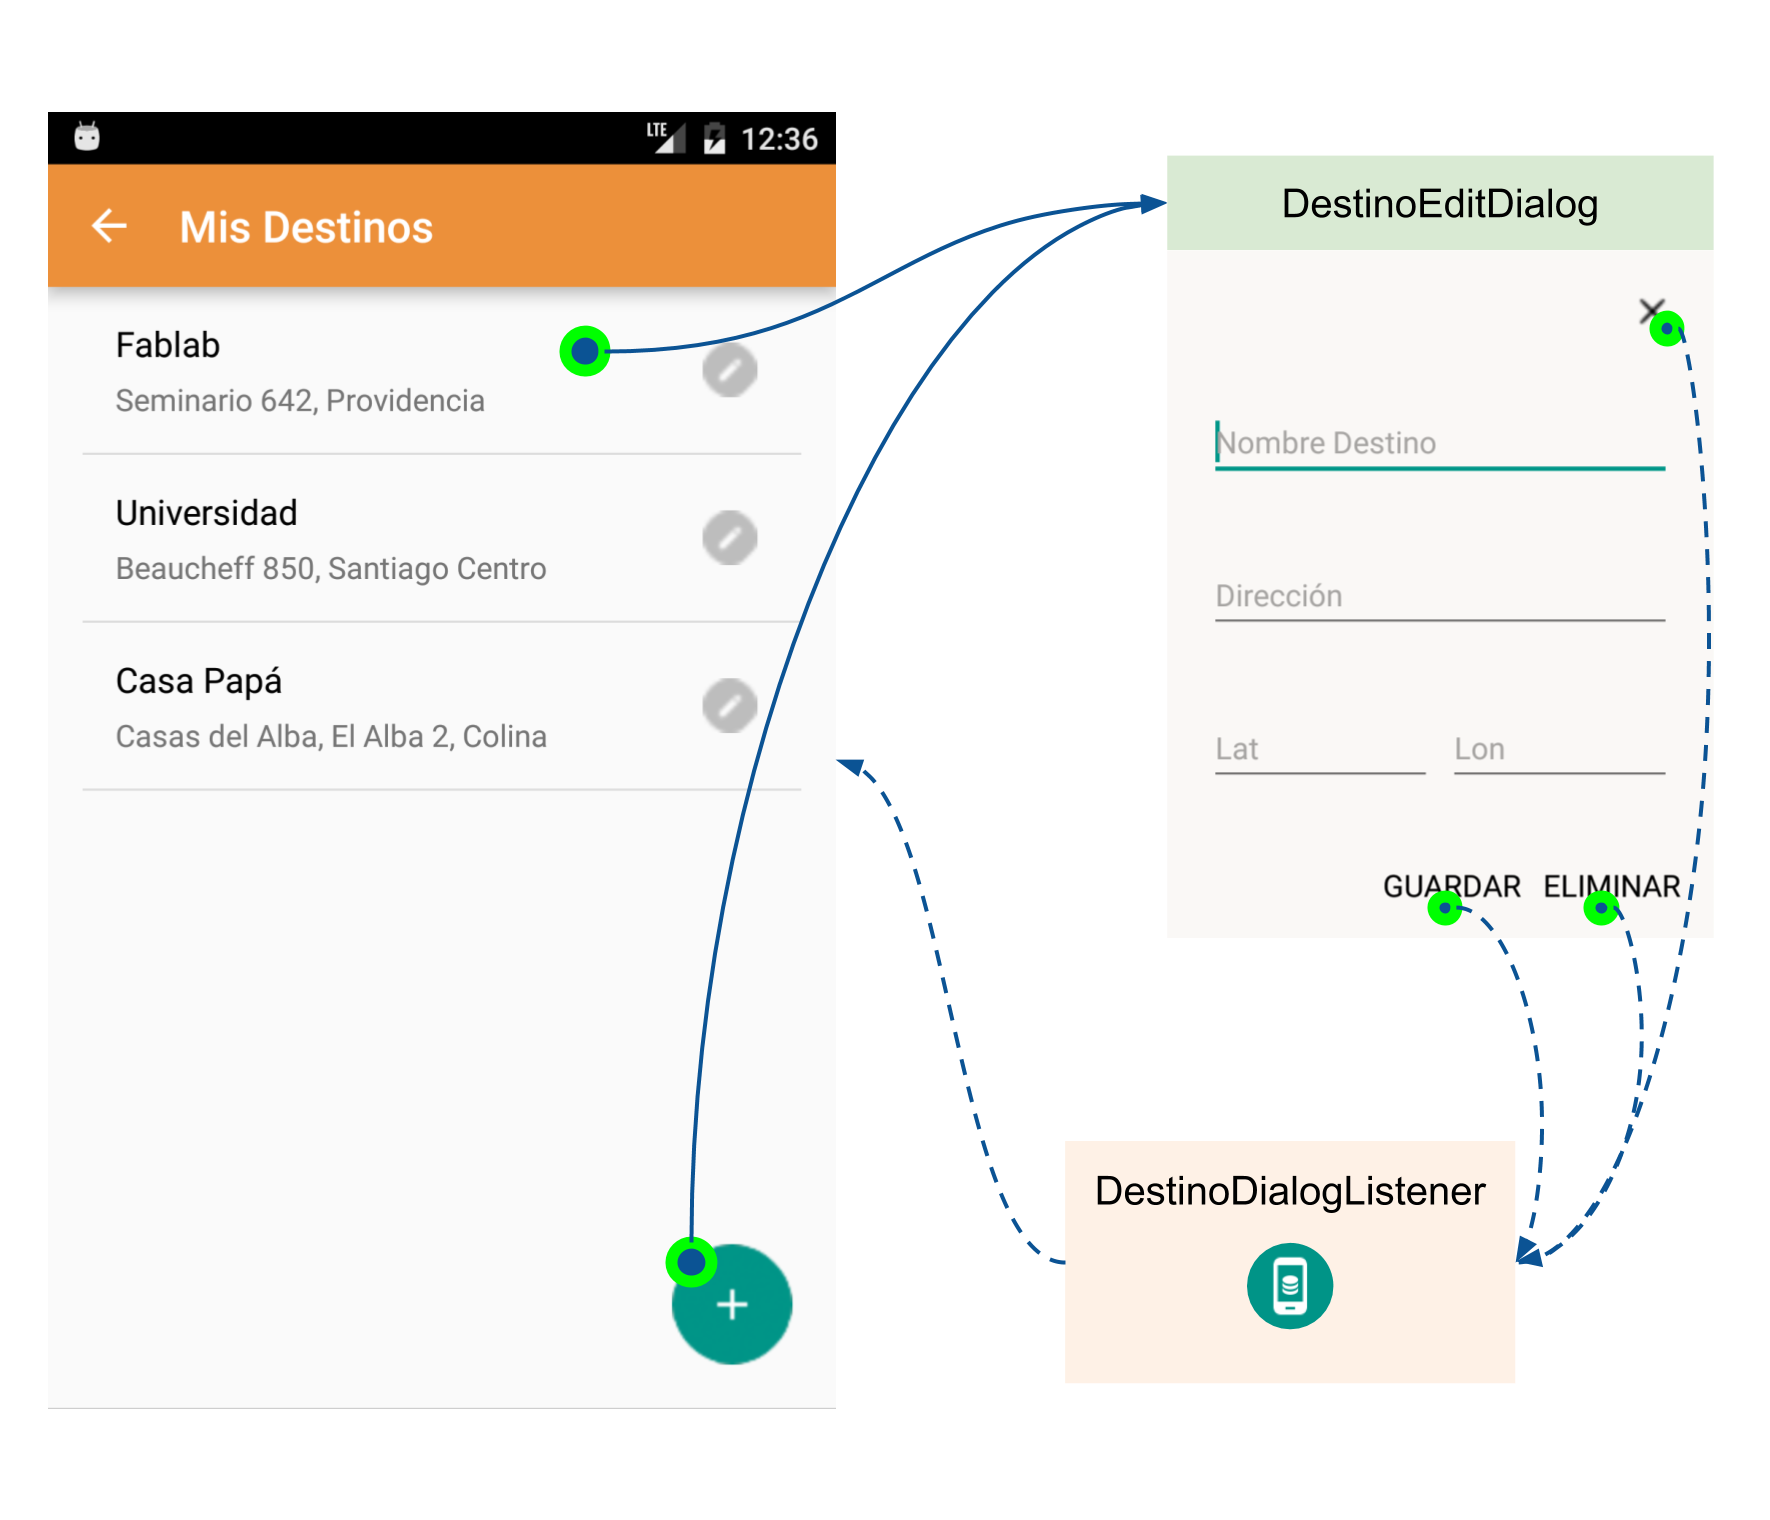 LTE 12:36
Mis Destinos
Fablab
Seminario 642, Providencia
Universidad
Beaucheff 850, Santiago Centro
Casa Papá
Casas del Alba, El Alba 2, Colina
+
DestinoEditDialog
Nombre Destino
Dirección
Lat Lon
GUARDAR ELIMINAR
DestinoDialogListener